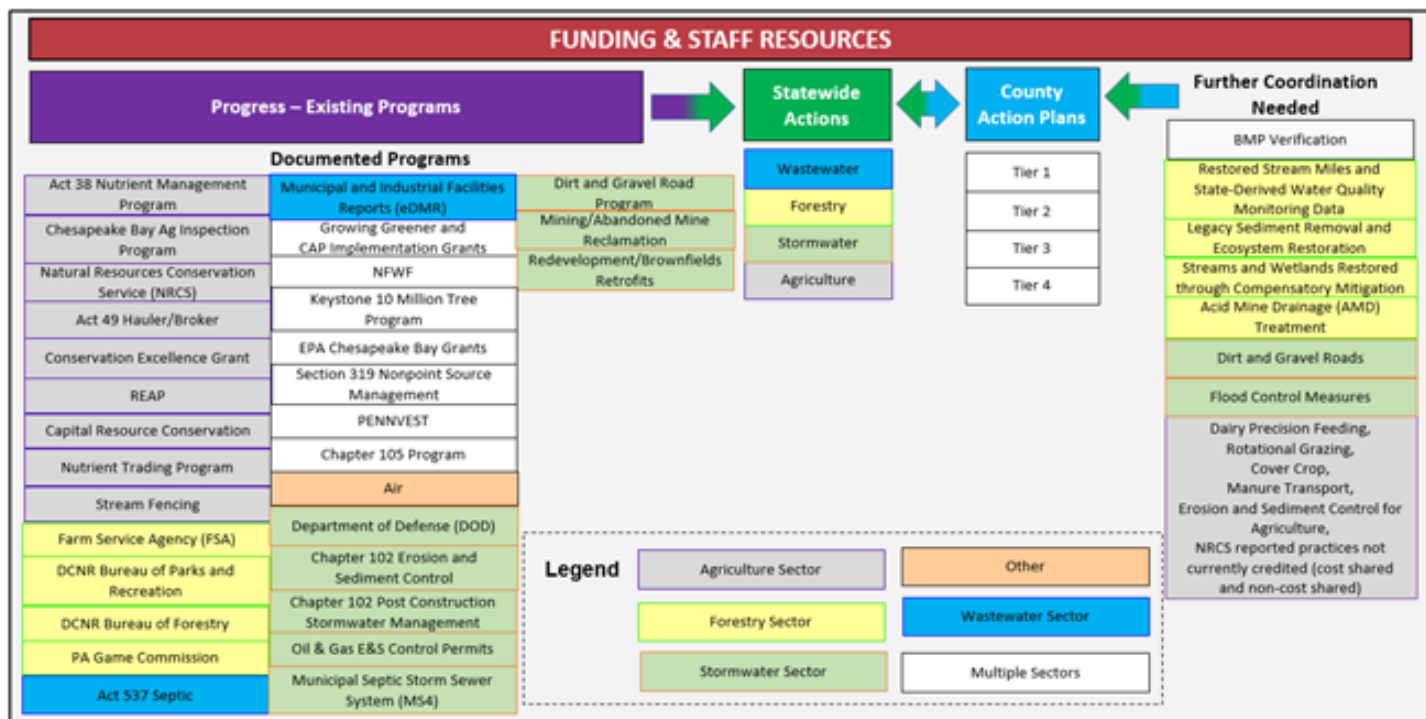 FUNDING & STAFF RESOURCES
Progress – Existing Programs
Statewide
Actions
County
Action Plans
Further Coordination
Needed
Documented Programs
Act 38 Nutrient Management
Program
Chesapeake Bay Ag Inspection
Program
Natural Resources Conservation
Service (NRCS)
Act 49 Hauler/Broker
Conservation Excellence Grant
REAP
Capital Resource Conservation
Nutrient Trading Program
Stream Fencing
Farm Service Agency (FSA)
DCNR Bureau of Parks and
Recreation
DCNR Bureau of Forestry
PA Game Commission
Act 537 Septic
Municipal and Industrial Facilities
Reports (eDMR)
Growing Greener and
CAP Implementation Grants
NFWF
Keystone 10 Million Tree
Program
EPA Chesapeake Bay Grants
Section 319 Nonpoint Source
Management
PENNVEST
Chapter 105 Program
Air
Department of Defense (DOD)
Chapter 102 Erosion and
Sediment Control
Chapter 102 Post Construction
Stormwater Management
Oil & Gas E&S Control Permits
Municipal Septic Storm Sewer
System (MS4)
Dirt and Gravel Road
Program
Mining/Abandoned Mine
Reclamation
Redevelopment/Brownfields
Retrofits
Wastewater
Forestry
Stormwater
Agriculture
Tier 1
Tier 2
Tier 3
Tier 4
BMP Verification
Restored Stream Miles and
State-Derived Water Quality
Monitoring Data
Legacy Sediment Removal and
Ecosystem Restoration
Streams and Wetlands Restored
through Compensatory Mitigation
Acid Mine Drainage (AMD)
Treatment
Dirt and Gravel Roads
Flood Control Measures
Dairy Precision Feeding,
Rotational Grazing,
Cover Crop,
Manure Transport,
Erosion and Sediment Control for
Agriculture,
NRCS reported practices not
currently credited (cost shared
and non-cost shared)
Legend
Agriculture Sector
Other
Forestry Sector
Wastewater Sector
Stormwater Sector
Multiple Sectors